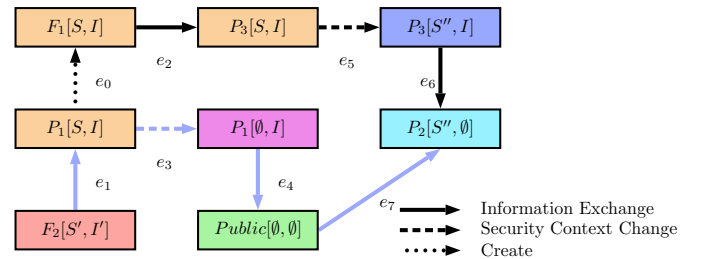 F₁[S, I]
P₃[S, I]
P₃[S″, I]
e₂
e₅
e₀
e₆
P₁[S, I]
P₁[∅, I]
P₂[S″, ∅]
e₃
e₁
e₄
e₇
F₂[S′, I′]
Public[∅, ∅]
Information Exchange
Security Context Change
Create